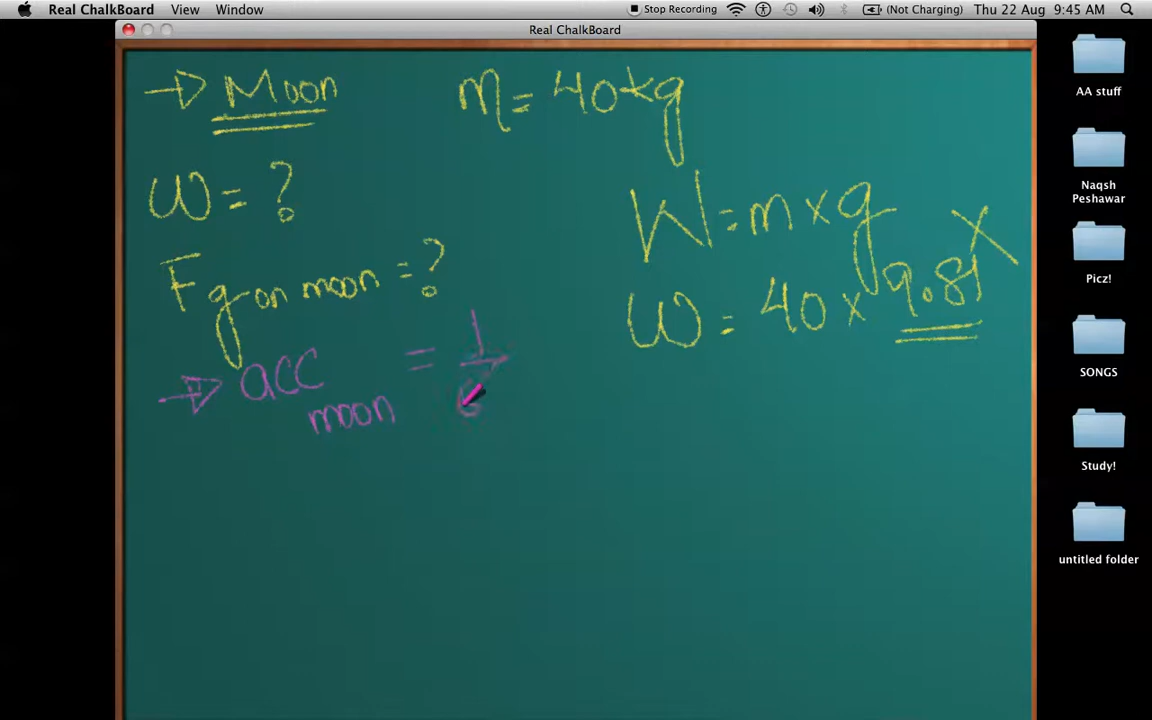 Real ChalkBoard View Window Stop Recording (Not Charging) Thu 22 Aug 9:45 AM
Real ChalkBoard
→ Moon
m = 40kg
W = ?
W = m × g
Fg on moon = ?
W = 40 × 9.81 ×
→ acc moon = 1/6
AA stuff
Naqsh
Peshawar
Picz!
SONGS
Study!
untitled folder